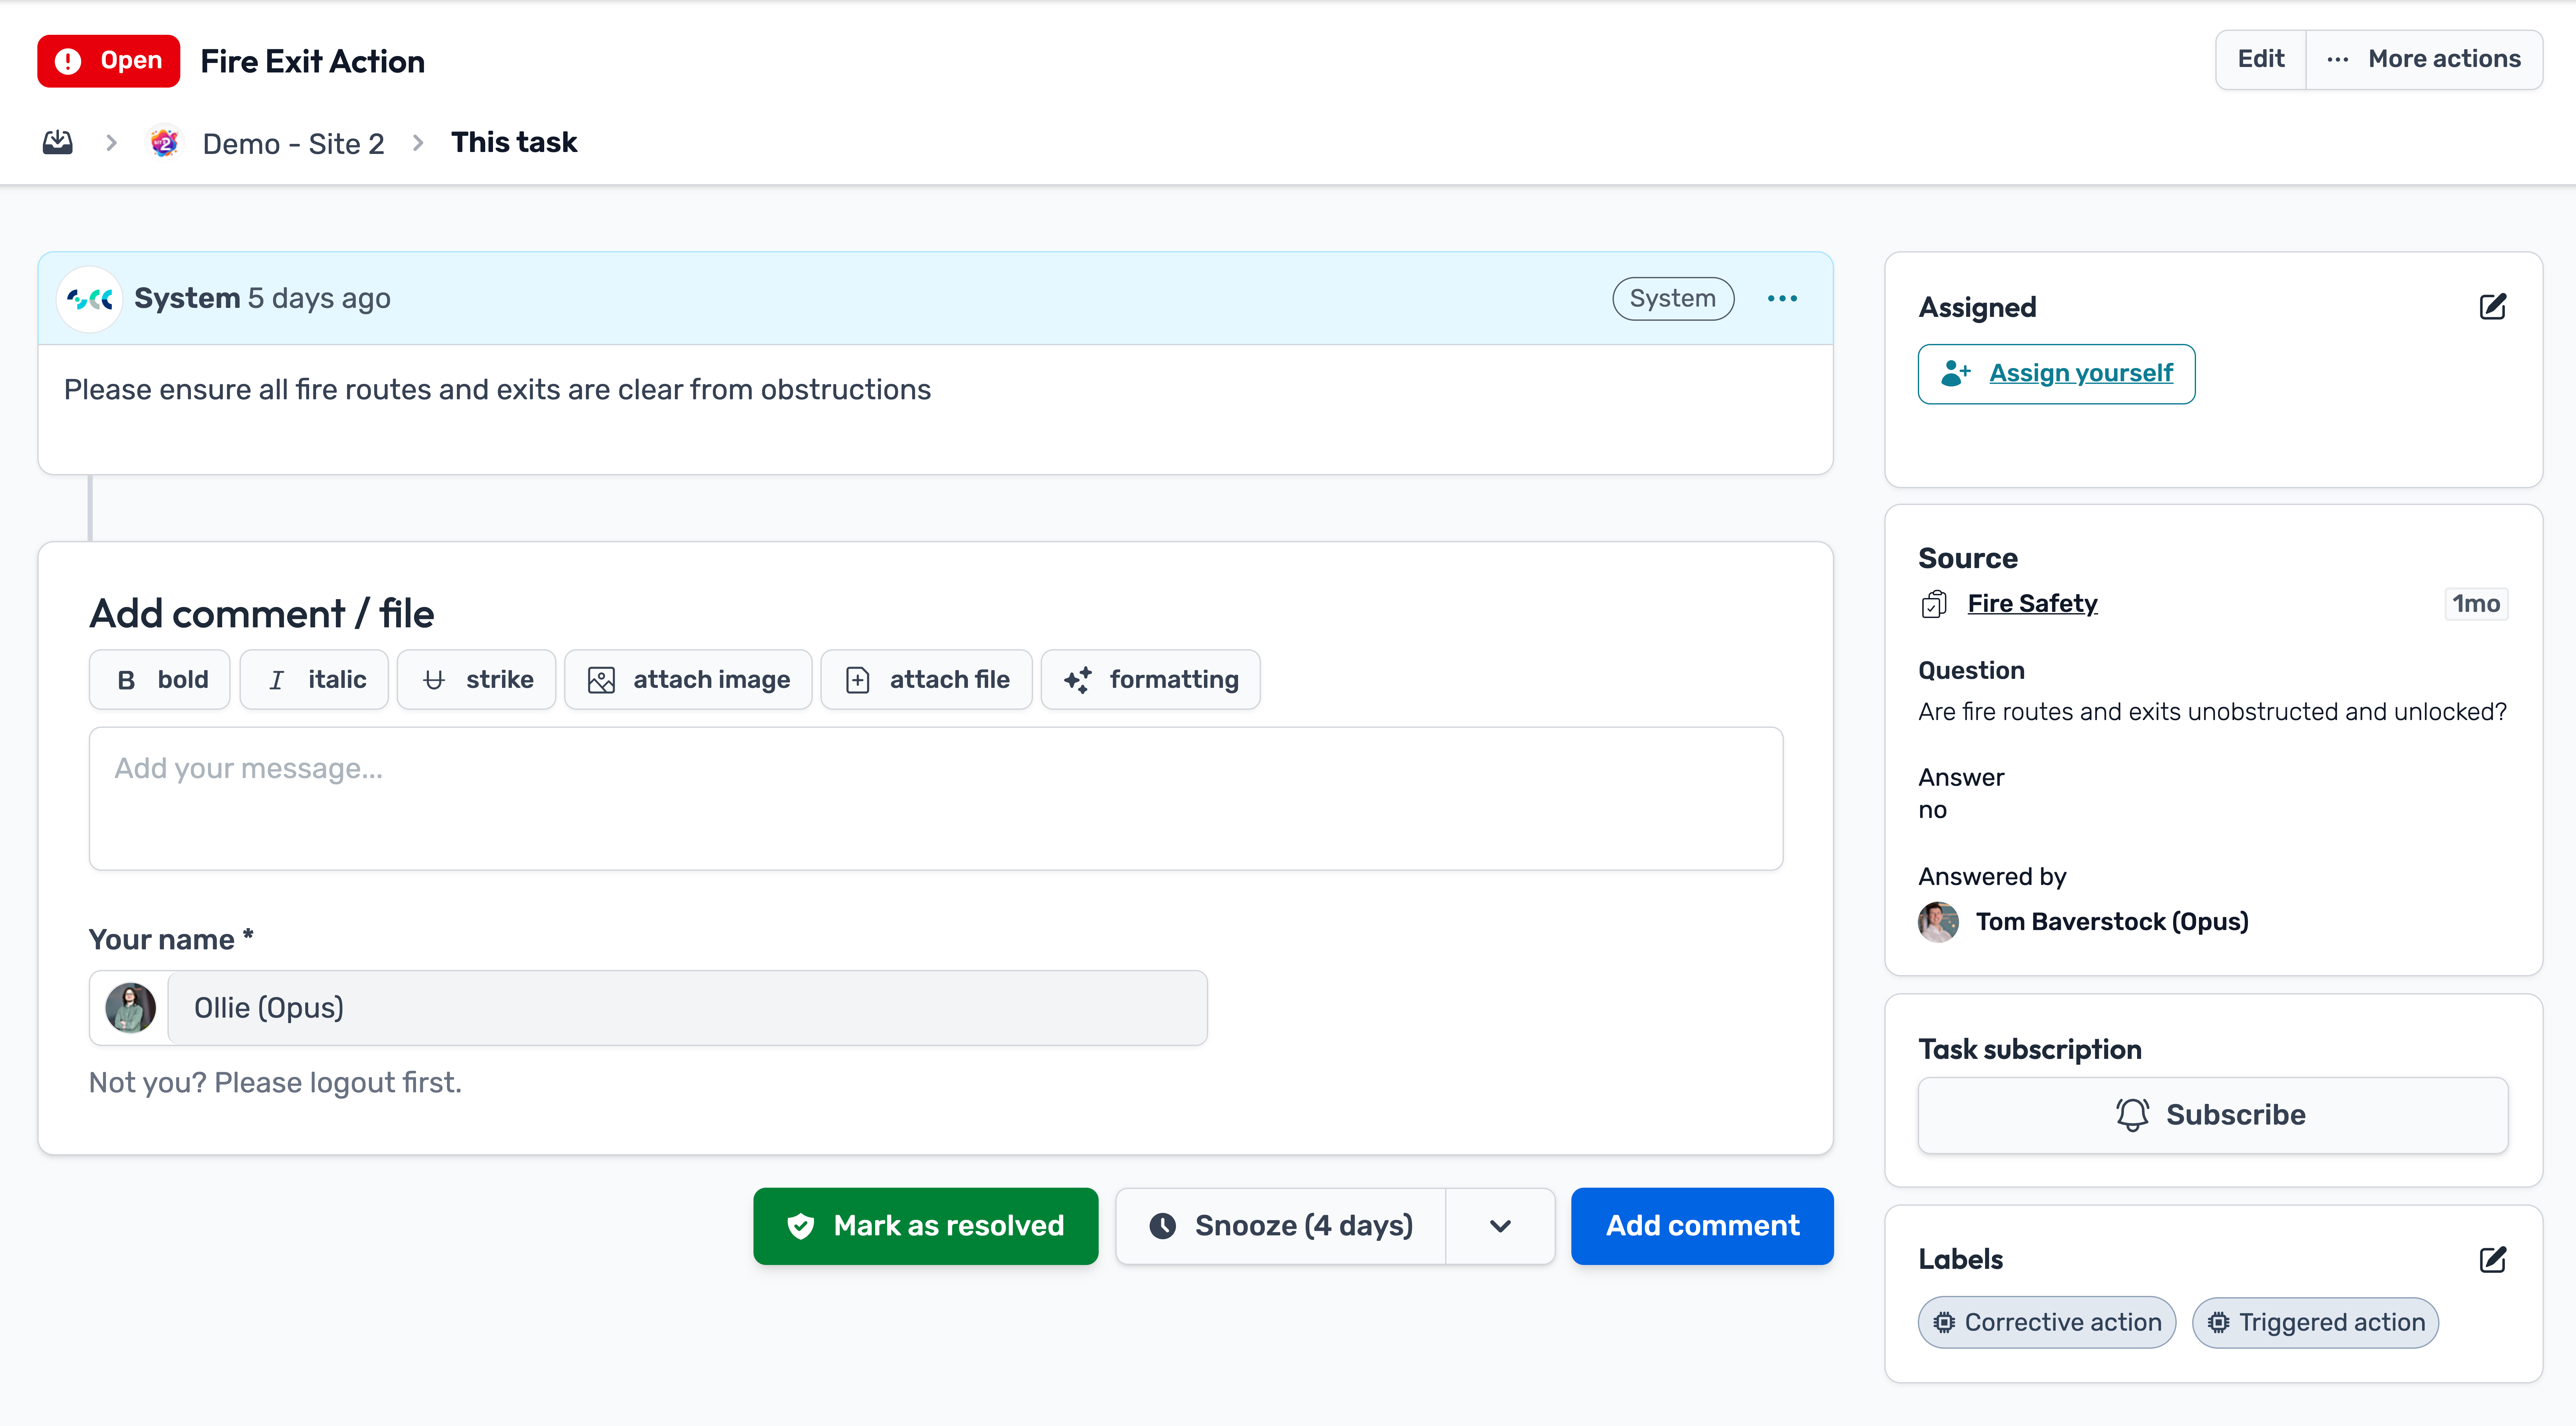 Open
Fire Exit Action
Edit
More actions
Demo - Site 2
This task
System 5 days ago
System
Please ensure all fire routes and exits are clear from obstructions
Add comment / file
B bold
I italic
strike
attach image
attach file
formatting
Add your message...
Your name *
Ollie (Opus)
Not you? Please logout first.
Mark as resolved
Snooze (4 days)
Add comment
Assigned
Assign yourself
Source
Fire Safety
1mo
Question
Are fire routes and exits unobstructed and unlocked?
Answer
no
Answered by
Tom Baverstock (Opus)
Task subscription
Subscribe
Labels
Corrective action
Triggered action